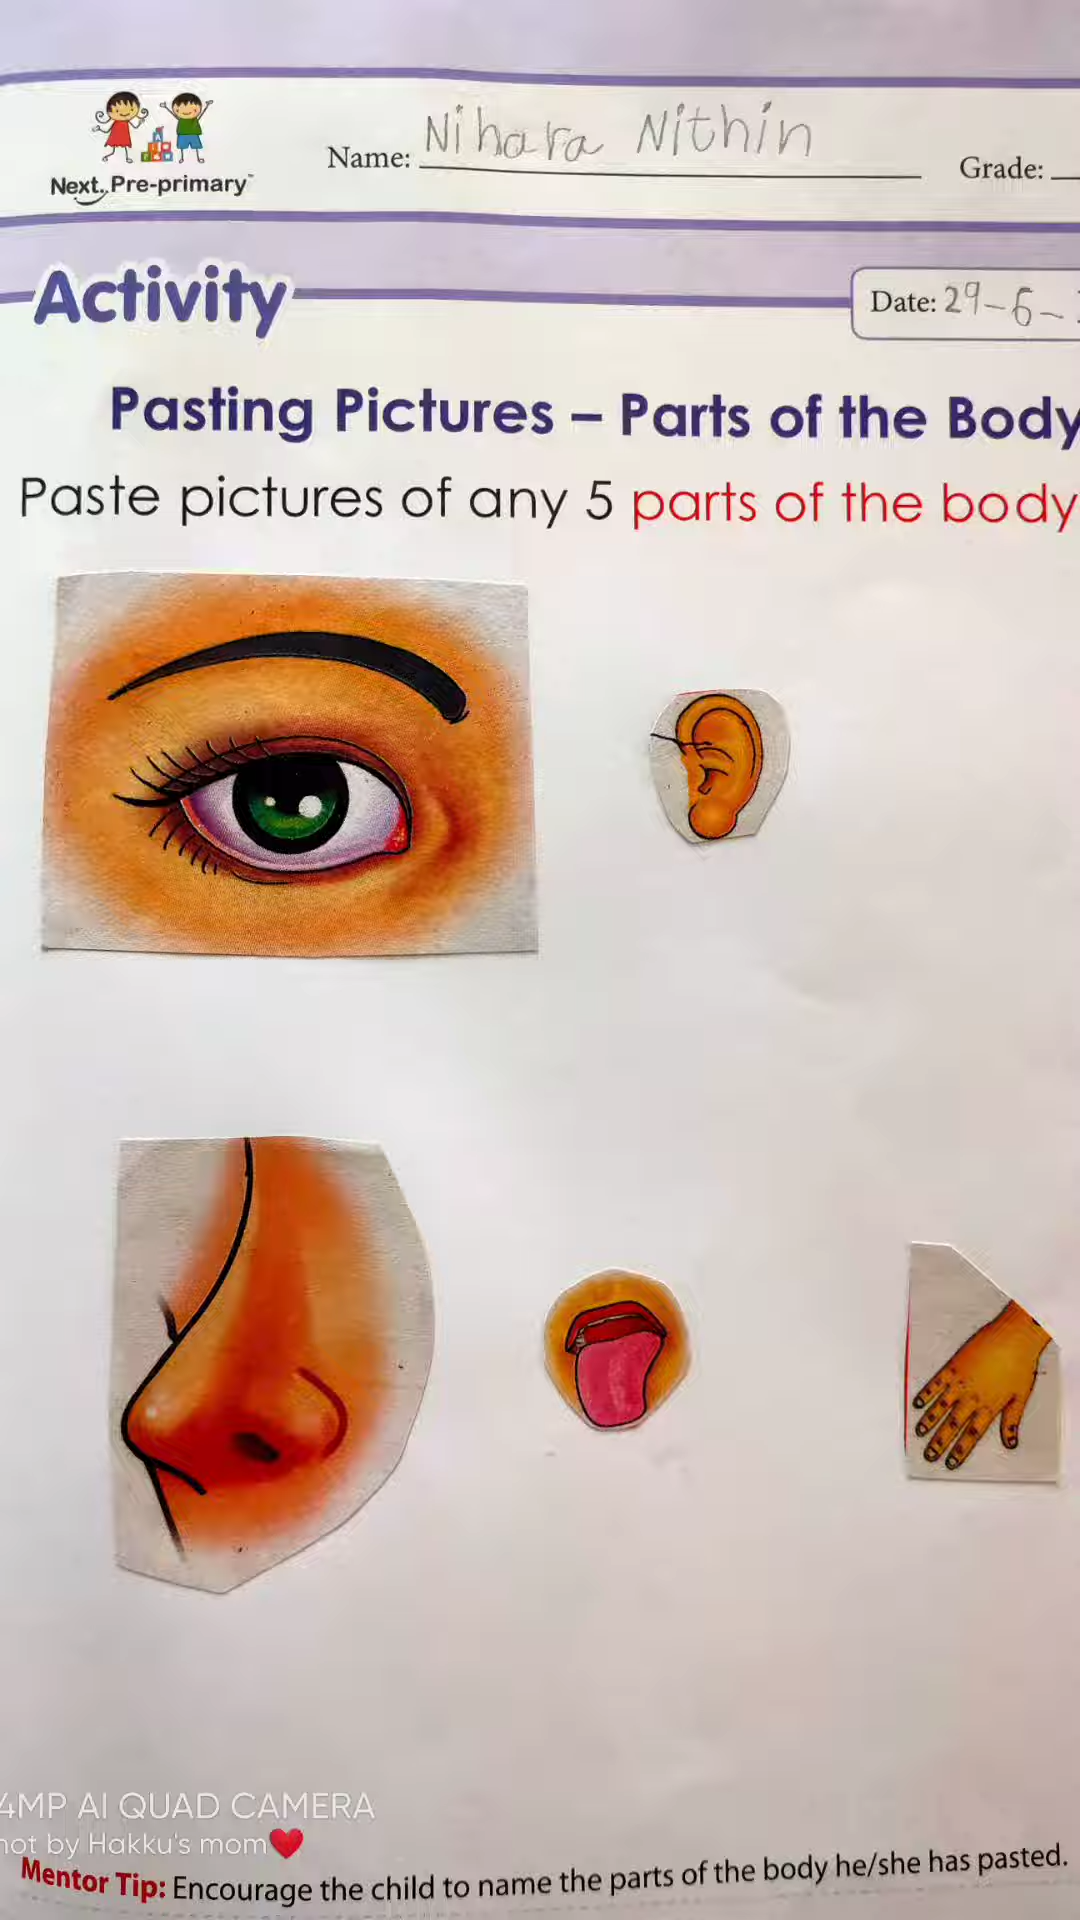 Next Pre-primary™
Name: Nihara Nithin
Grade:
Activity
Date: 29-6-
Pasting Pictures – Parts of the Body
Paste pictures of any 5 parts of the body
4MP AI QUAD CAMERA
hot by Hakku's mom❤️
Mentor Tip: Encourage the child to name the parts of the body he/she has pasted.